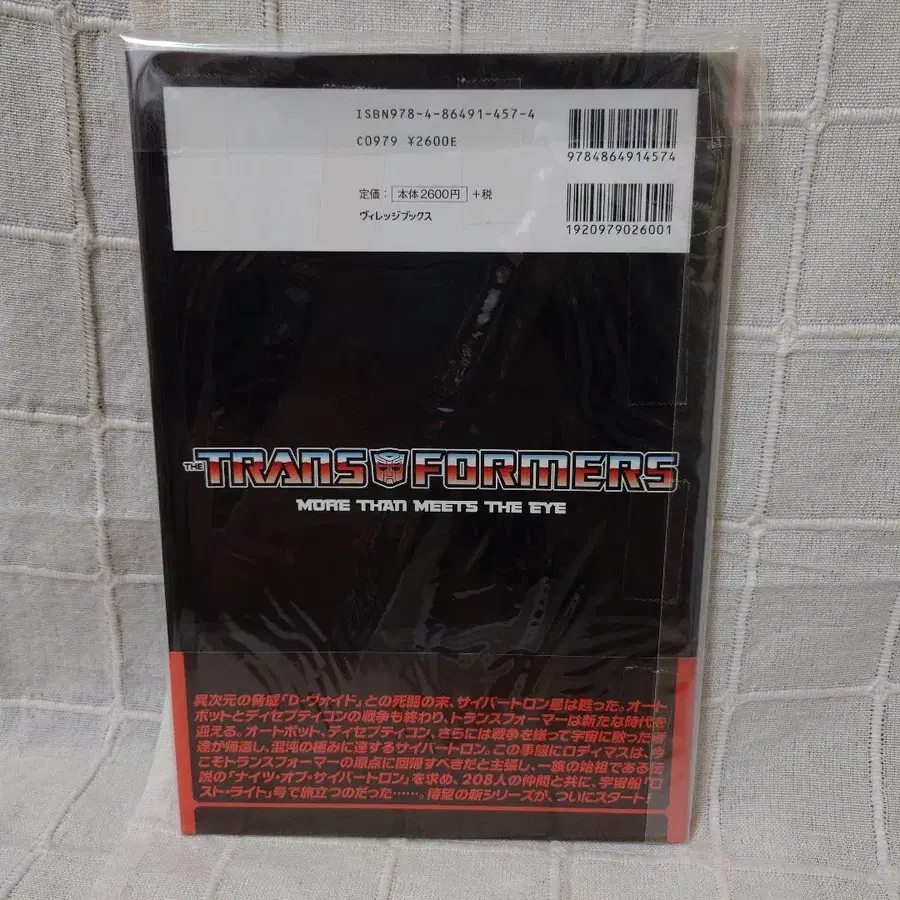 ISBN978-4-86491-457-4
C0979 ¥2600E
9784864914574
定価：本体2600円＋税
ヴィレッジブックス
1920979026001
THE TRANSFORMERS
MORE THAN MEETS THE EYE
異次元の脅威「D-ヴォイド」との死闘の末、サイバートロン星は甦った。オート
ボットとディセプティコンの戦争も終わり、トランスフォーマーは新たな時代を
迎える。オートボット、ディセプティコン、さらには戦争を嫌って宇宙に散った者
達が帰還し、混沌の極みに達するサイバートロン。この事態にロディマスは、今
こそトランスフォーマーの原点に回帰すべきだと主張し、一族の始祖である伝
説の「ナイツ・オブ・サイバートロン」を求め、208人の仲間と共に、宇宙船「ロ
スト・ライト」号で旅立つのだった……。待望の新シリーズが、ついにスタート！